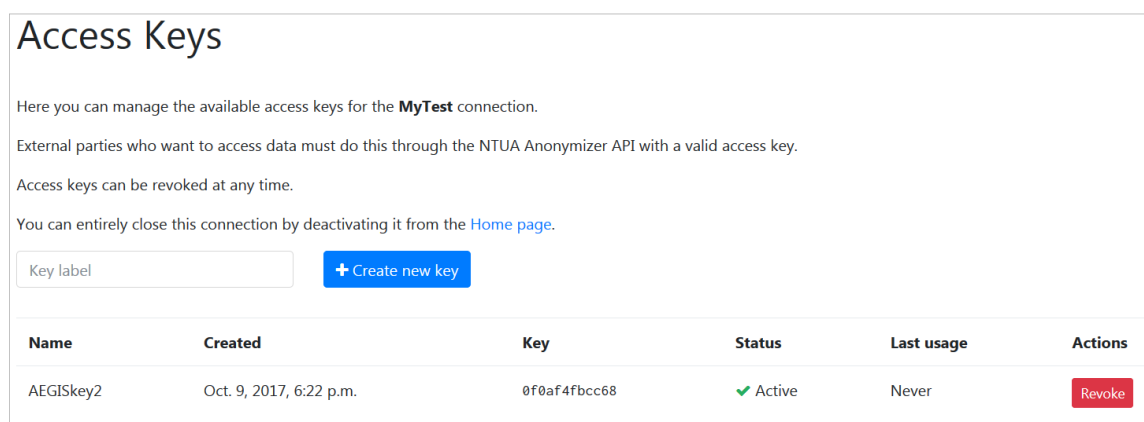 Access Keys
Here you can manage the available access keys for the MyTest connection.
External parties who want to access data must do this through the NTUA Anonymizer API with a valid access key.
Access keys can be revoked at any time.
You can entirely close this connection by deactivating it from the Home page.
Key label + Create new key
Name Created Key Status Last usage Actions
AEGISkey2 Oct. 9, 2017, 6:22 p.m. 0f0af4fbcc68 ✔ Active Never Revoke